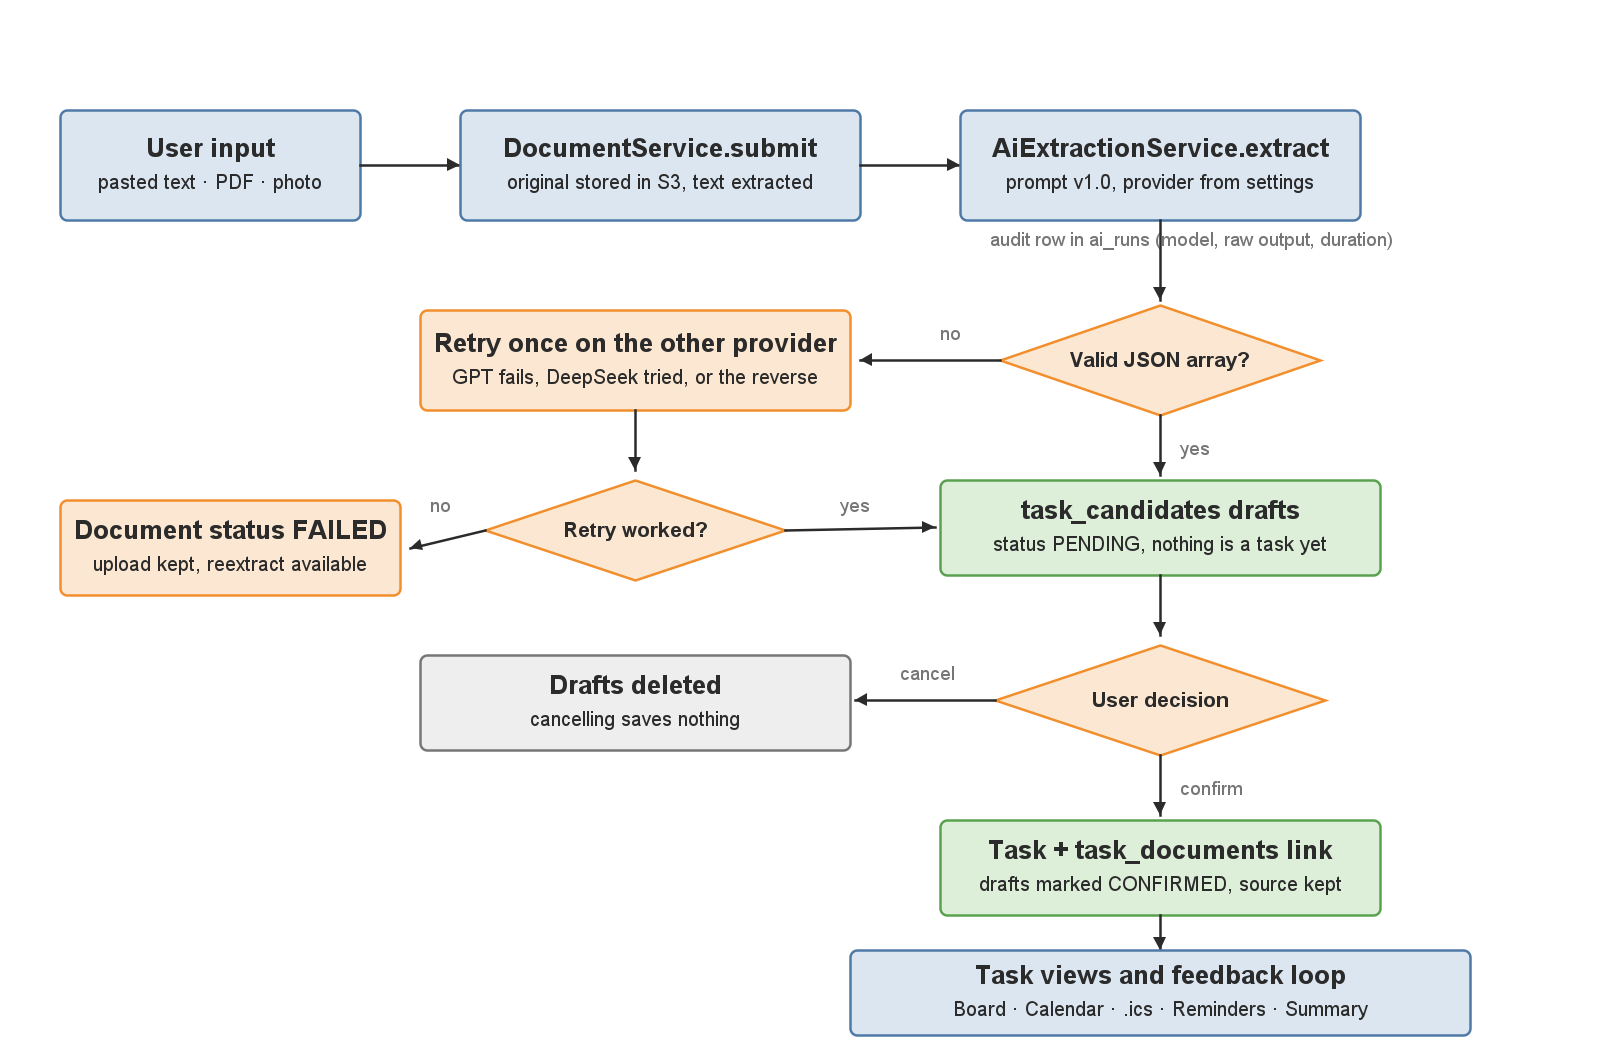 User input
pasted text · PDF · photo
DocumentService.submit
original stored in S3, text extracted
AiExtractionService.extract
prompt v1.0, provider from settings
audit row in ai_runs (model, raw output, duration)
Retry once on the other provider
GPT fails, DeepSeek tried, or the reverse
no
Valid JSON array?
yes
Document status FAILED
upload kept, reextract available
no
Retry worked?
yes
task_candidates drafts
status PENDING, nothing is a task yet
Drafts deleted
cancelling saves nothing
cancel
User decision
confirm
Task + task_documents link
drafts marked CONFIRMED, source kept
Task views and feedback loop
Board · Calendar · .ics · Reminders · Summary